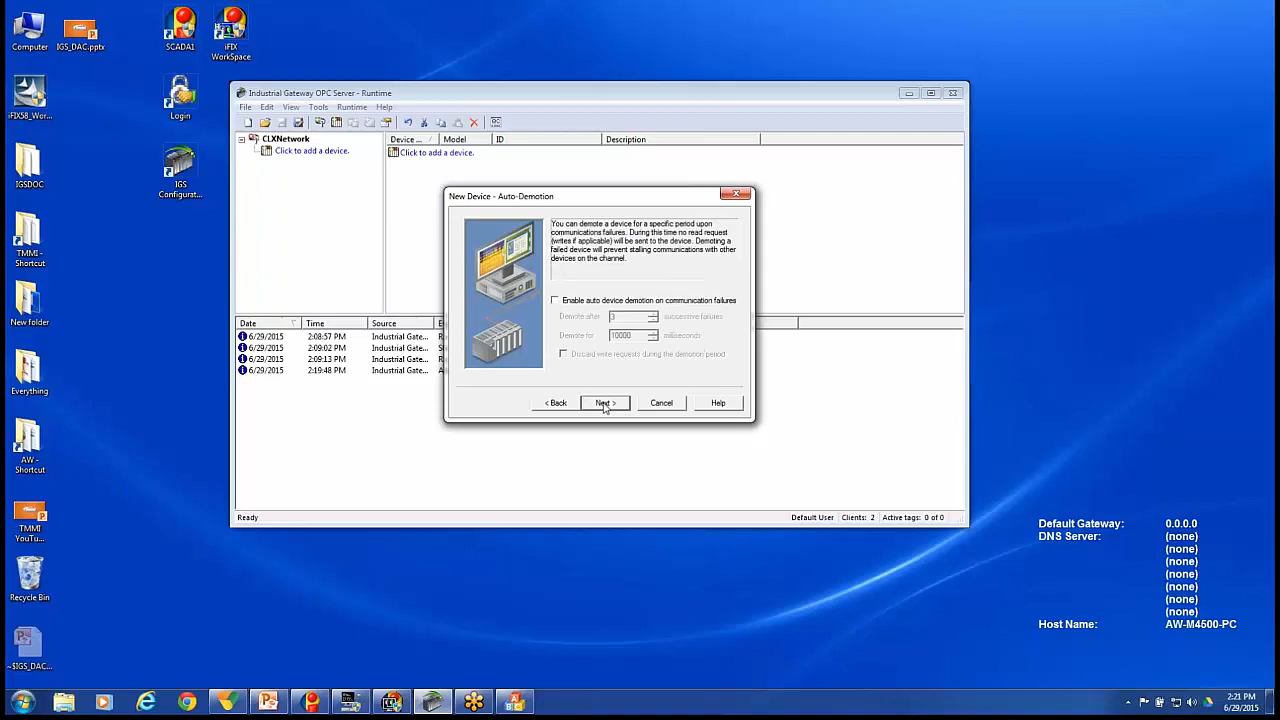 Computer
IGS_DAC.pptx
SCADA1
iFIX
WorkSpace
iFIX58_Wor...
Login
IGSDOC
IGS
Configurat...
TMMI -
Shortcut
New folder
Everything
AW -
Shortcut
TMMI
YouTu...
Recycle Bin
~$IGS_DAC...
Industrial Gateway OPC Server - Runtime
File Edit View Tools Runtime Help
CLXNetwork
Click to add a device.
Device ... Model ID Description
Click to add a device.
New Device - Auto-Demotion
You can demote a device for a specific period upon
communications failures. During this time no read request
(writes if applicable) will be sent to the device. Demoting a
failed device will prevent stalling communications with other
devices on the channel.
Enable auto device demotion on communication failures
Demote after 3 successive failures
Demote for 10000 milliseconds
Discard write requests during the demotion period
< Back Next > Cancel Help
Date Time Source
6/29/2015 2:08:57 PM Industrial Gate...
6/29/2015 2:09:02 PM Industrial Gate...
6/29/2015 2:09:13 PM Industrial Gate...
6/29/2015 2:19:48 PM Industrial Gate...
Ready Default User Clients: 2 Active tags: 0 of 0
Default Gateway: 0.0.0.0
DNS Server: (none)
(none)
(none)
(none)
(none)
(none)
(none)
Host Name: AW-M4500-PC
2:21 PM
6/29/2015